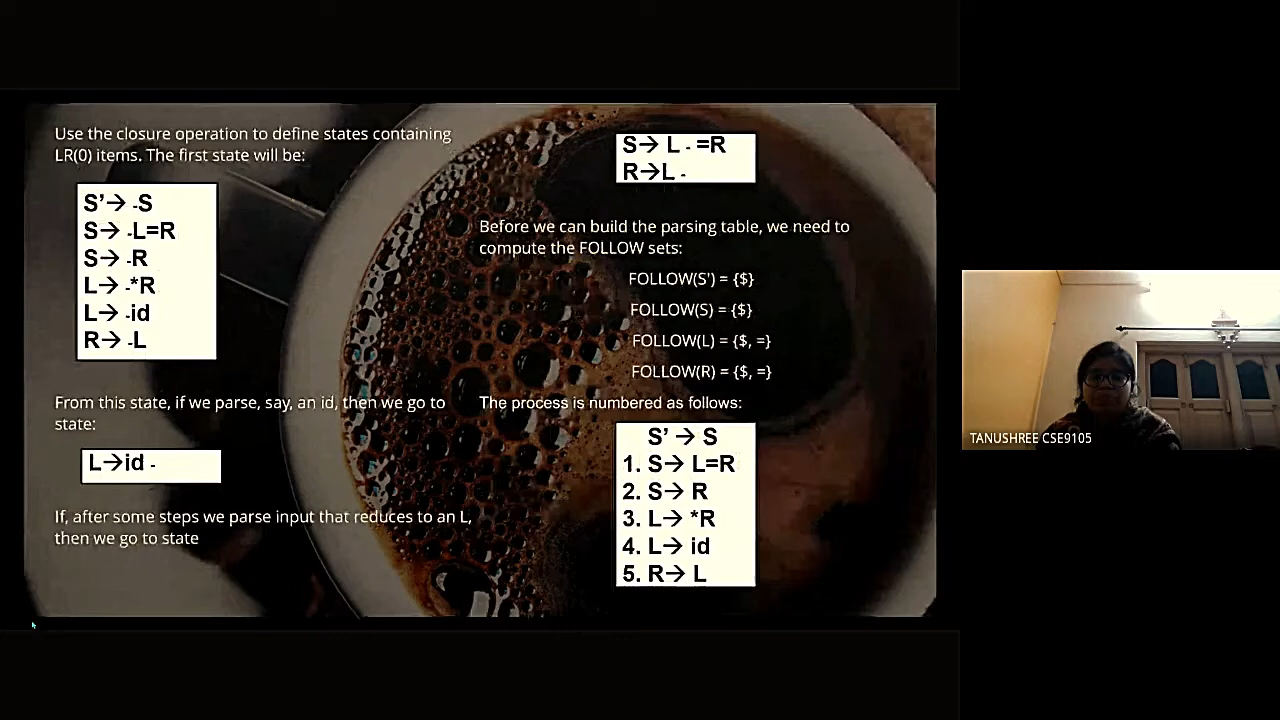 Use the closure operation to define states containing
LR(0) items. The first state will be:
S’→ -S
S→ -L=R
S→ -R
L→ -*R
L→ -id
R→ -L
From this state, if we parse, say, an id, then we go to
state:
L→id -
If, after some steps we parse input that reduces to an L,
then we go to state
S→ L - =R
R→L -
Before we can build the parsing table, we need to
compute the FOLLOW sets:
FOLLOW(S') = {$}
FOLLOW(S) = {$}
FOLLOW(L) = {$, =}
FOLLOW(R) = {$, =}
The process is numbered as follows:
S’ → S
1. S→ L=R
2. S→ R
3. L→ *R
4. L→ id
5. R→ L
TANUSHREE CSE9105